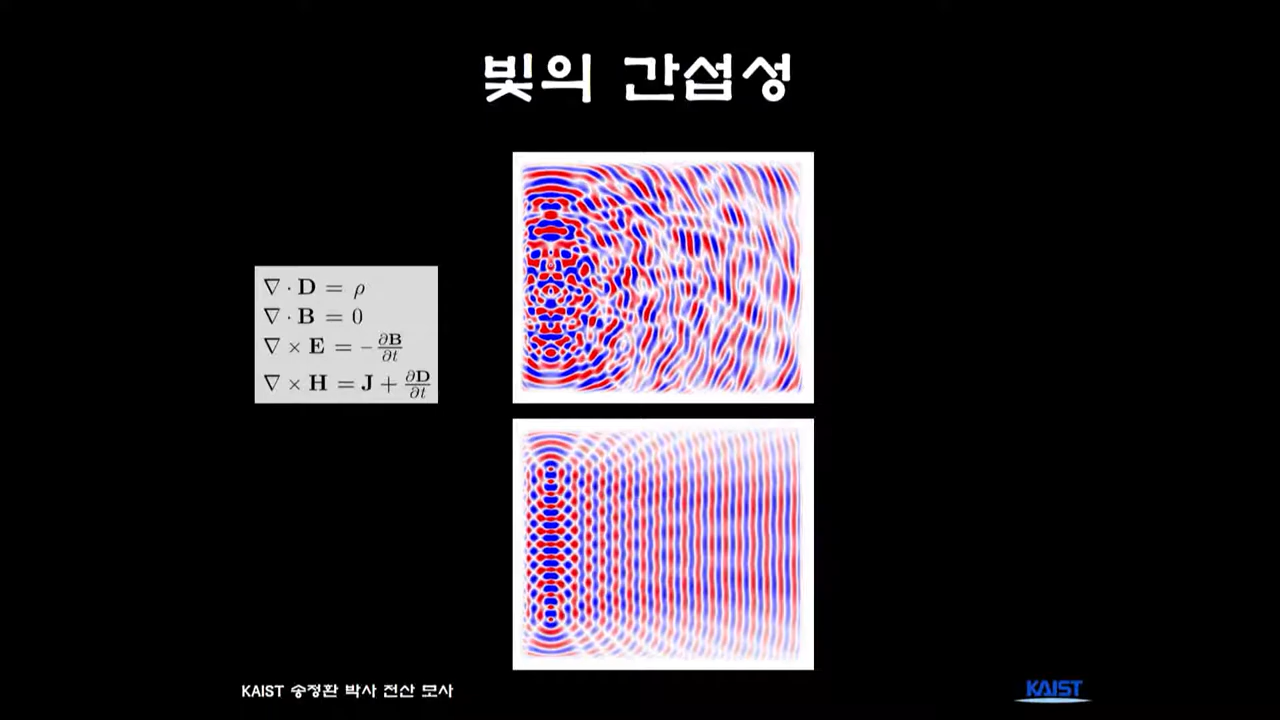 빛의 간섭성
∇ · D = ρ
∇ · B = 0
∇ × E = −∂B/∂t
∇ × H = J + ∂D/∂t
KAIST 송정환 박사 전산 모사
KAIST